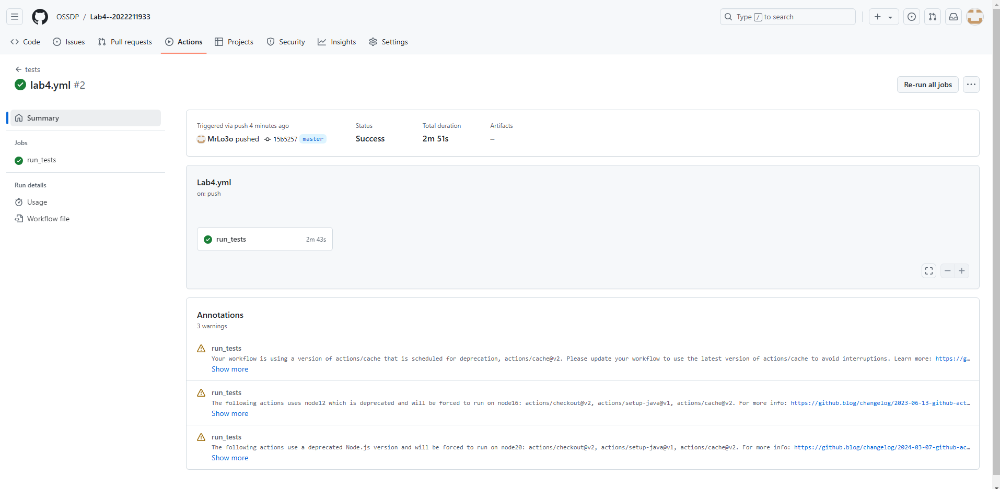 OSSDP / Lab4--2022211933
Type / to search
Code Issues Pull requests Actions Projects Security Insights Settings
tests
lab4.yml #2
Re-run all jobs
Summary
Jobs
run_tests
Run details
Usage
Workflow file
Triggered via push 4 minutes ago
MrLo3o pushed 15b5257 master
Status
Success
Total duration
2m 51s
Artifacts
–
Lab4.yml
on: push
run_tests 2m 43s
Annotations
3 warnings
run_tests
Your workflow is using a version of actions/cache that is scheduled for deprecation, actions/cache@v2. Please update your workflow to use the latest version of actions/cache to avoid interruptions. Learn more: https://g…
Show more
run_tests
The following actions uses node12 which is deprecated and will be forced to run on node16: actions/checkout@v2, actions/setup-java@v1, actions/cache@v2. For more info: https://github.blog/changelog/2023-06-13-github-act…
Show more
run_tests
The following actions use a deprecated Node.js version and will be forced to run on node20: actions/checkout@v2, actions/setup-java@v1, actions/cache@v2. For more info: https://github.blog/changelog/2024-03-07-github-ac…
Show more